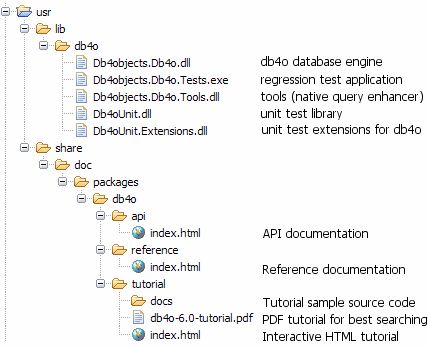 usr
lib
db4o
Db4objects.Db4o.dll db4o database engine
Db4objects.Db4o.Tests.exe regression test application
Db4objects.Db4o.Tools.dll tools (native query enhancer)
Db4oUnit.dll unit test library
Db4oUnit.Extensions.dll unit test extensions for db4o
share
doc
packages
db4o
api
index.html API documentation
reference
index.html Reference documentation
tutorial
docs Tutorial sample source code
db4o-6.0-tutorial.pdf PDF tutorial for best searching
index.html Interactive HTML tutorial